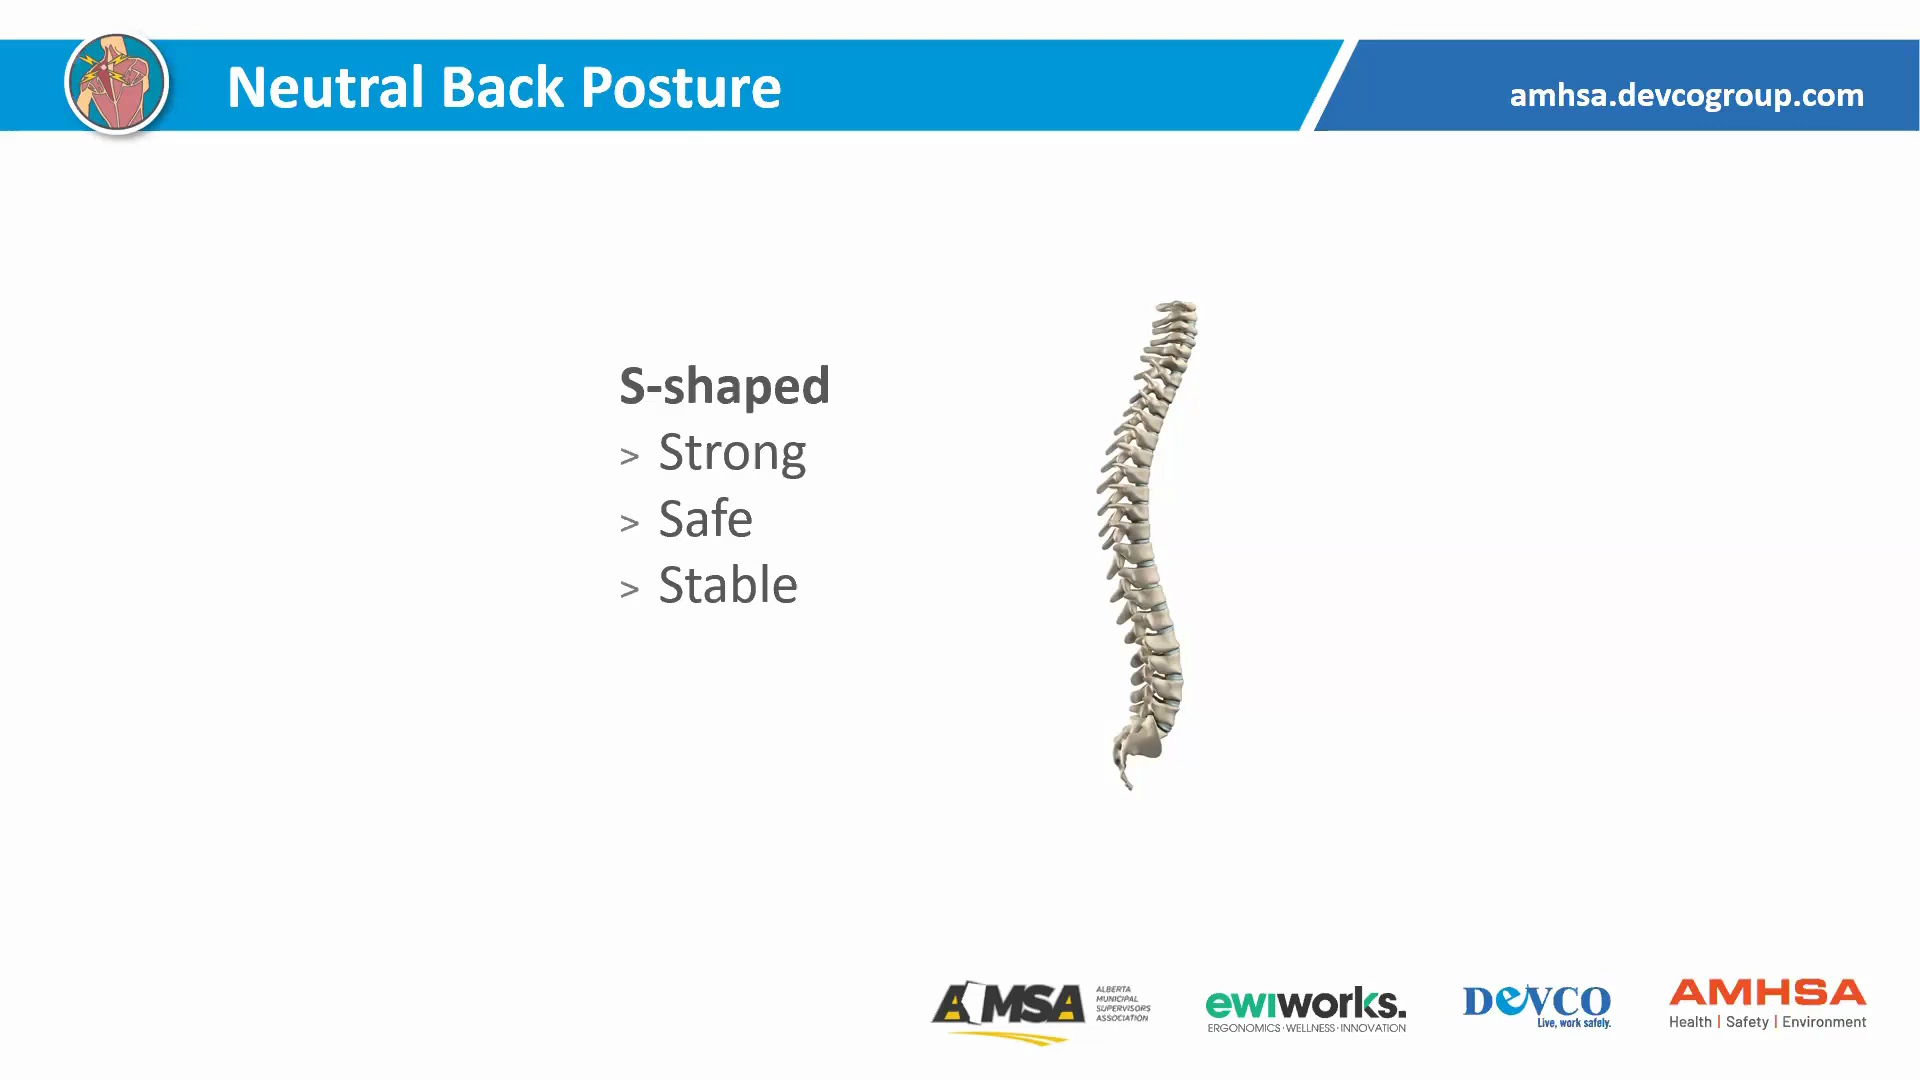 Neutral Back Posture
amhsa.devcogroup.com
S-shaped
> Strong
> Safe
> Stable
AMSA
ALBERTA
MUNICIPAL
SUPERVISORS
ASSOCIATION
ewiworks.
ERGONOMICS · WELLNESS · INNOVATION
DEVCO
Live, work safely.
AMHSA
Health | Safety | Environment